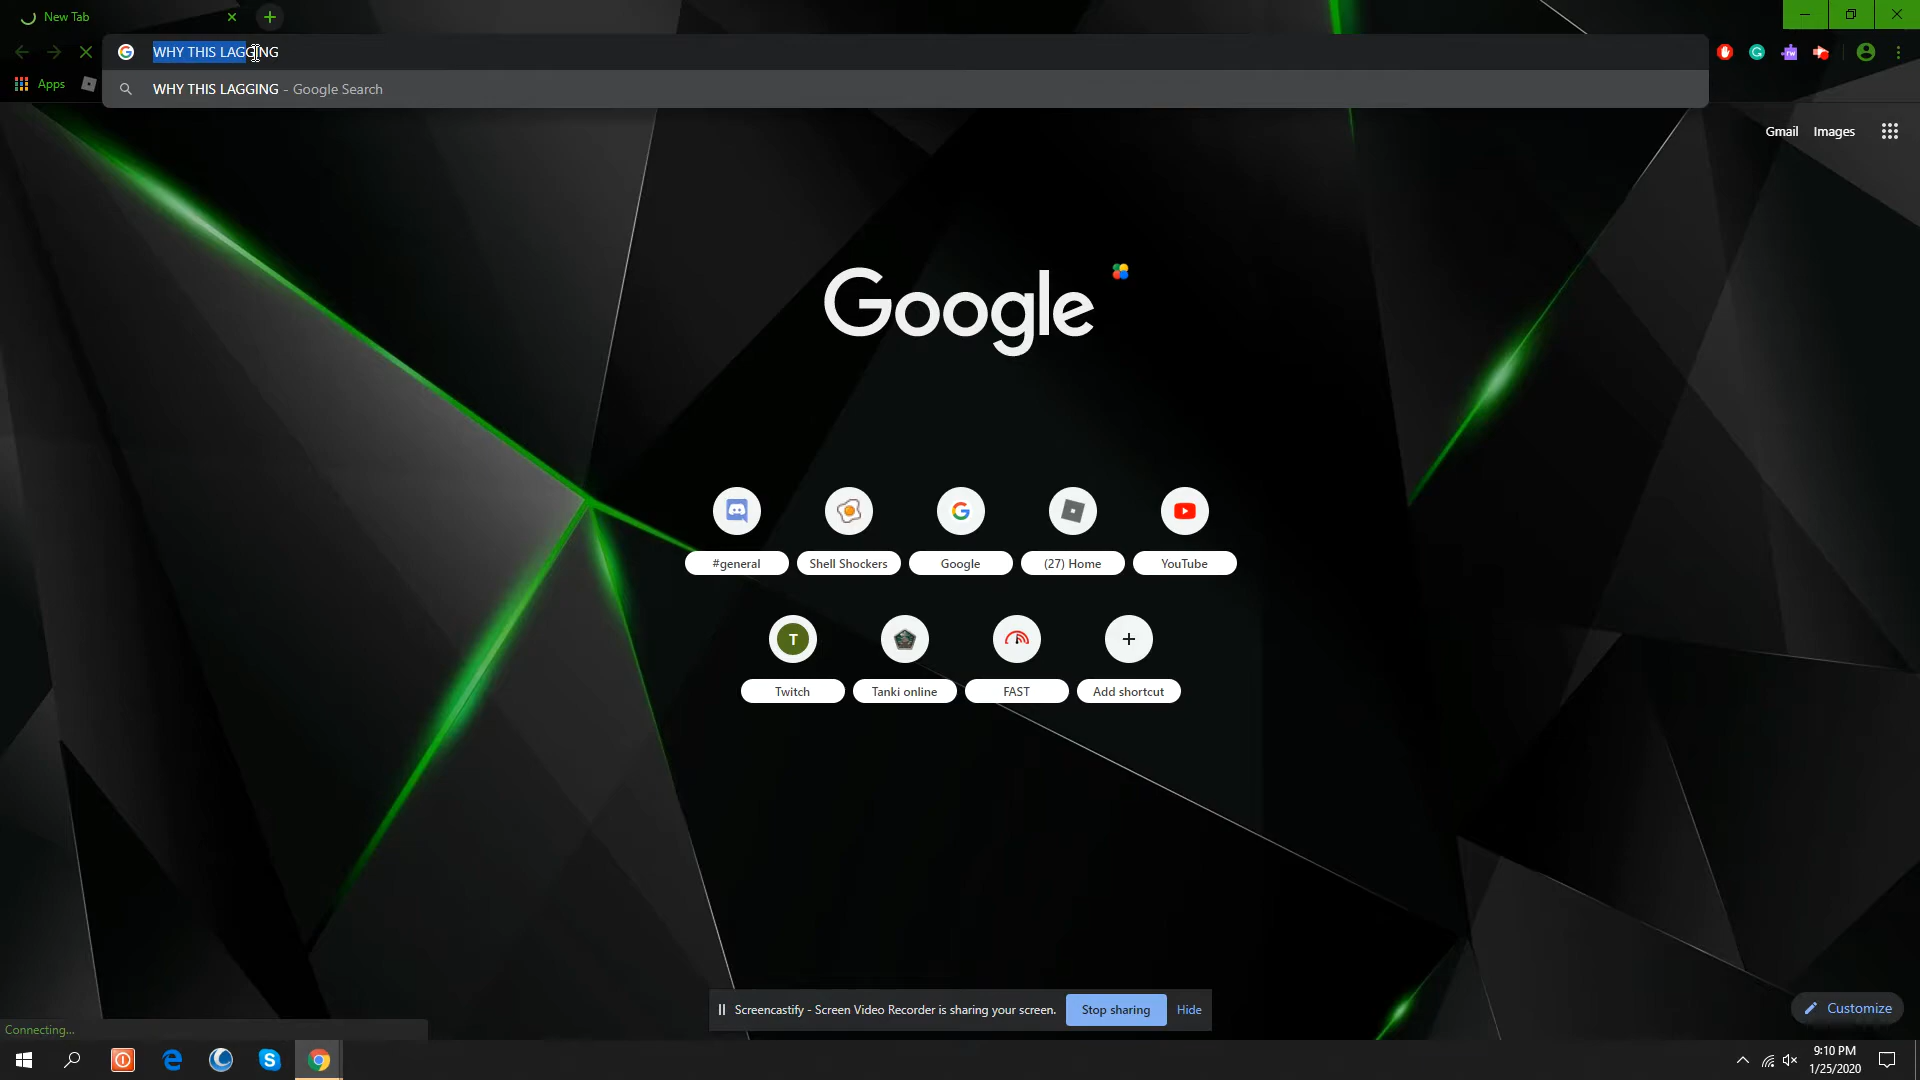 New Tab
WHY THIS LAGGING
Apps
WHY THIS LAGGING - Google Search
Gmail Images
Google
#general Shell Shockers Google (27) Home YouTube
T
Twitch Tanki online FAST Add shortcut
Screencastify - Screen Video Recorder is sharing your screen. Stop sharing Hide
Customize
Connecting...
9:10 PM
1/25/2020